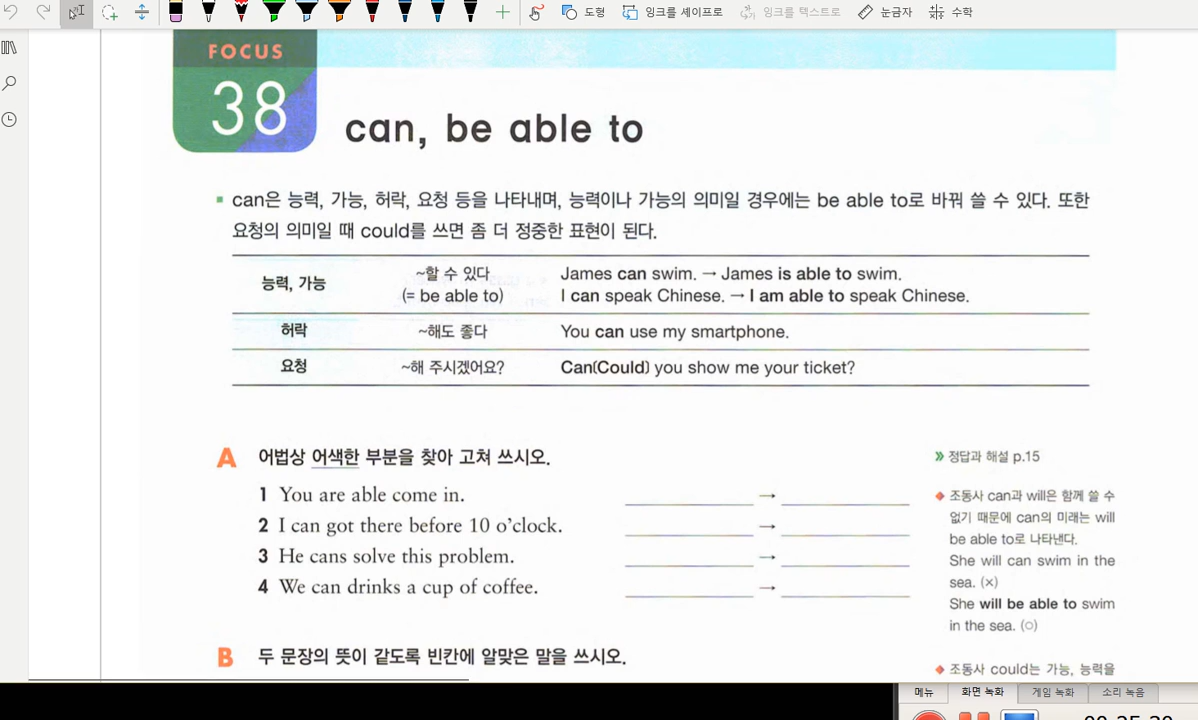 도형
잉크를 셰이프로
잉크를 텍스트로
눈금자
수학
FOCUS
38
can, be able to
can은 능력, 가능, 허락, 요청 등을 나타내며, 능력이나 가능의 의미일 경우에는 be able to로 바꿔 쓸 수 있다. 또한
요청의 의미일 때 could를 쓰면 좀 더 정중한 표현이 된다.
능력, 가능
~할 수 있다
(= be able to)
James can swim. → James is able to swim.
I can speak Chinese. → I am able to speak Chinese.
허락
~해도 좋다
You can use my smartphone.
요청
~해 주시겠어요?
Can(Could) you show me your ticket?
A 어법상 어색한 부분을 찾아 고쳐 쓰시오.
1 You are able come in. →
2 I can got there before 10 o'clock. →
3 He cans solve this problem. →
4 We can drinks a cup of coffee. →
B 두 문장의 뜻이 같도록 빈칸에 알맞은 말을 쓰시오.
» 정답과 해설 p.15
◆ 조동사 can과 will은 함께 쓸 수
없기 때문에 can의 미래는 will
be able to로 나타낸다.
She will can swim in the
sea. (×)
She will be able to swim
in the sea. (○)
◆ 조동사 could는 가능, 능력을
메뉴
화면 녹화
게임 녹화
소리 녹음